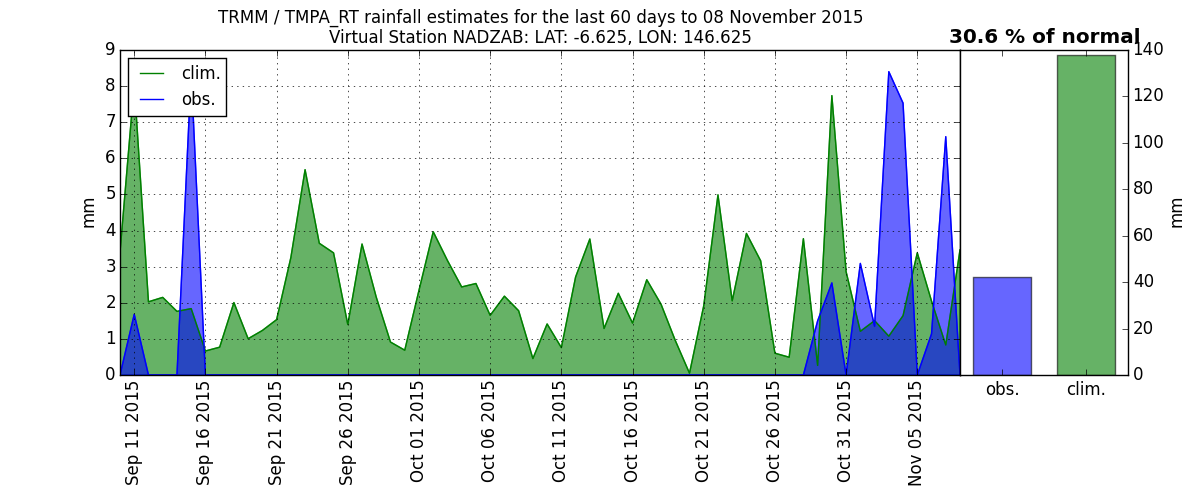 TRMM / TMPA_RT rainfall estimates for the last 60 days to 08 November 2015
Virtual Station NADZAB: LAT: -6.625, LON: 146.625
30.6 % of normal
clim.
obs.
9
8
7
6
5
4
3
2
1
0
mm
140
120
100
80
60
40
20
0
mm
Sep 11 2015
Sep 16 2015
Sep 21 2015
Sep 26 2015
Oct 01 2015
Oct 06 2015
Oct 11 2015
Oct 16 2015
Oct 21 2015
Oct 26 2015
Oct 31 2015
Nov 05 2015
obs.
clim.